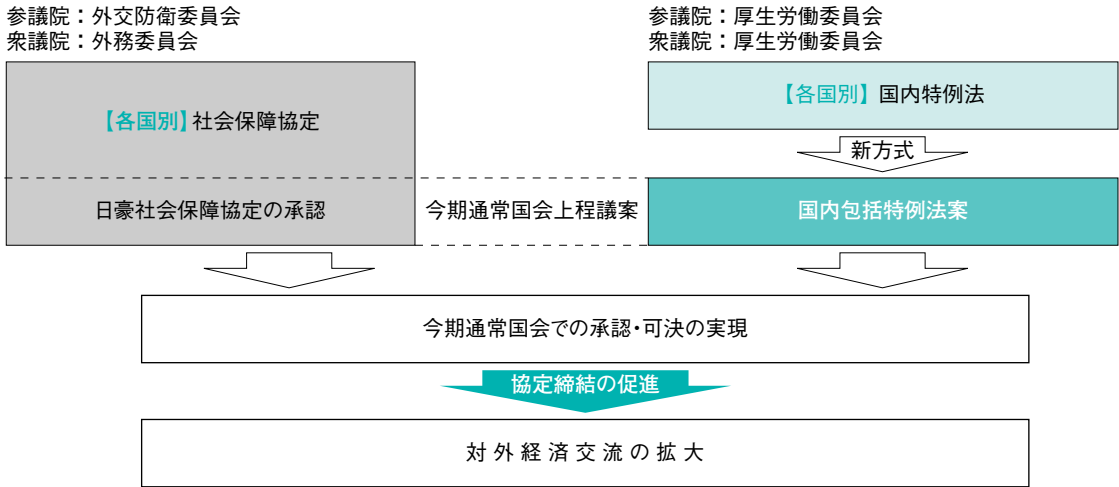 参議院：外交防衛委員会
衆議院：外務委員会
参議院：厚生労働委員会
衆議院：厚生労働委員会
【各国別】社会保障協定
【各国別】国内特例法
新方式
日豪社会保障協定の承認
今期通常国会上程議案
国内包括特例法案
今期通常国会での承認・可決の実現
協定締結の促進
対外経済交流の拡大